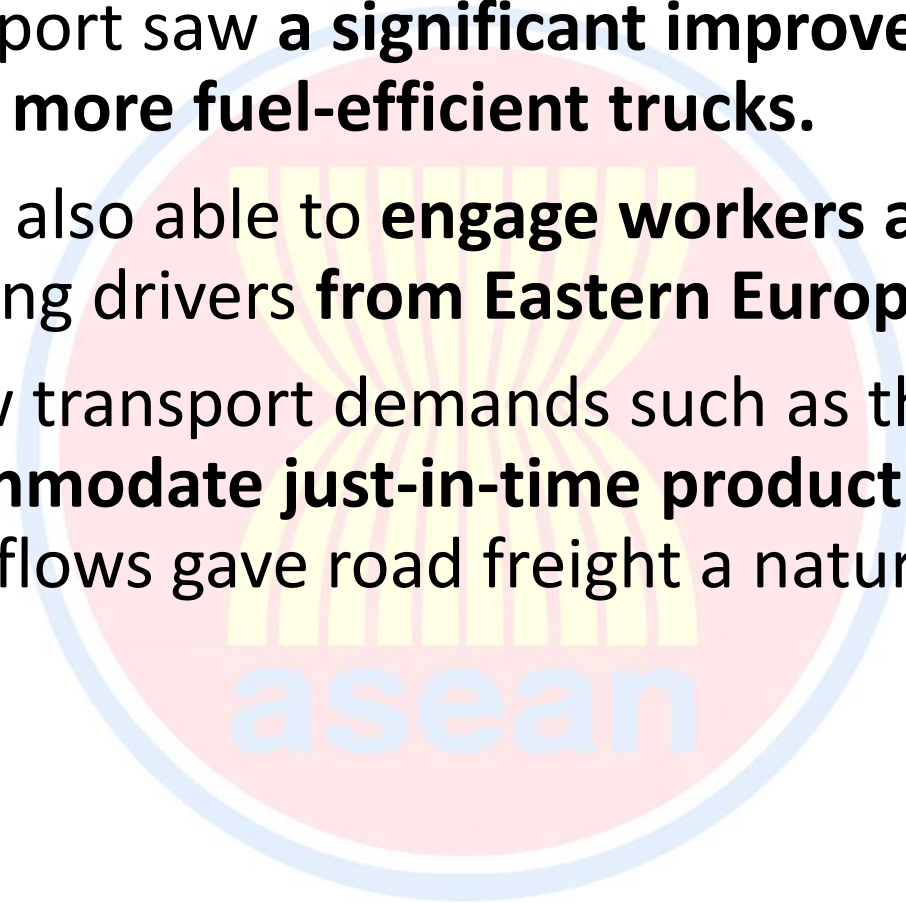 port saw a significant improve
more fuel-efficient trucks.
also able to engage workers a
ng drivers from Eastern Europ
transport demands such as th
mmodate just-in-time product
flows gave road freight a natur
asean